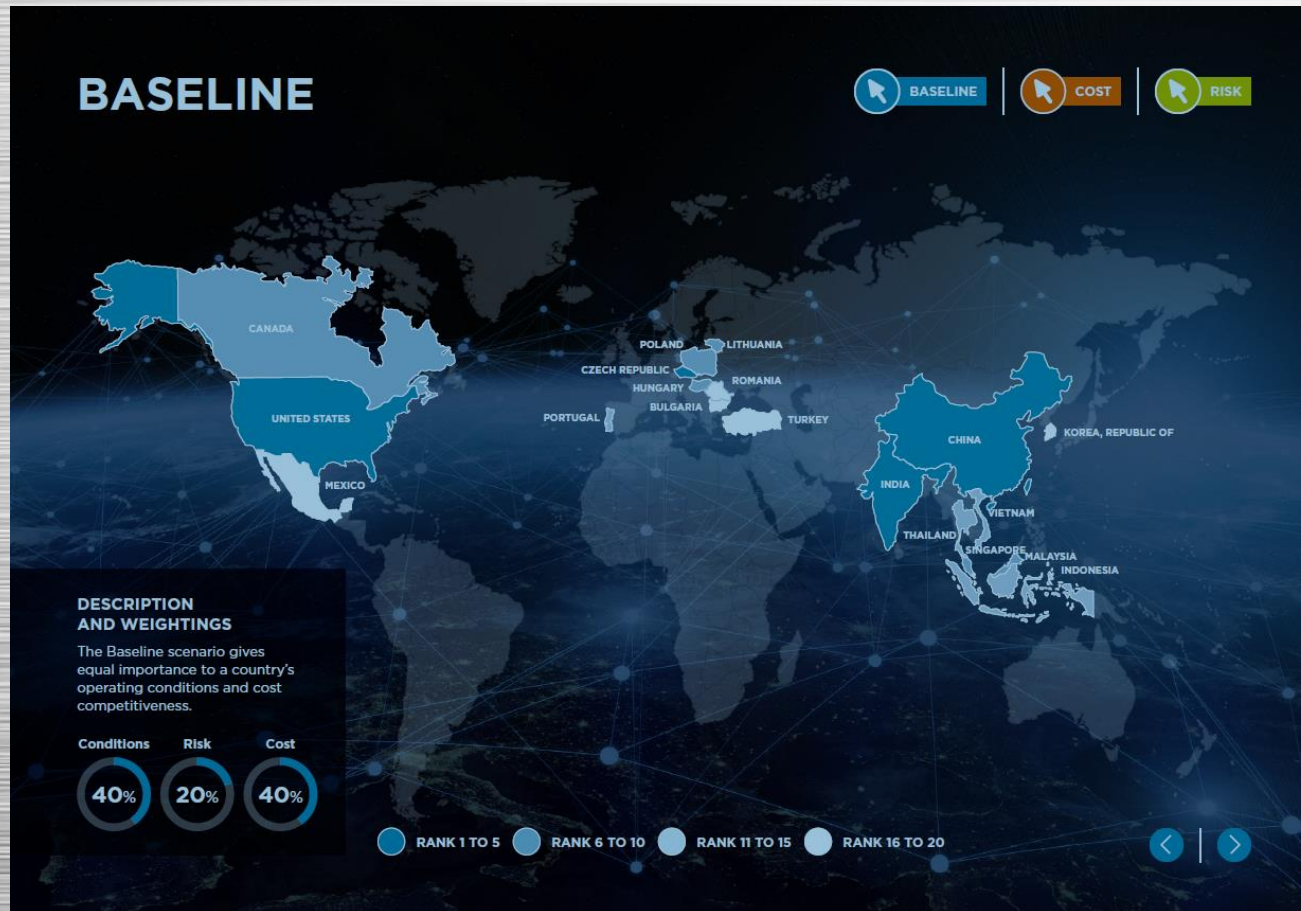 BASELINE
BASELINE
COST
RISK
CANADA
UNITED STATES
MEXICO
POLAND
LITHUANIA
CZECH REPUBLIC
HUNGARY
ROMANIA
BULGARIA
PORTUGAL
TURKEY
CHINA
KOREA, REPUBLIC OF
INDIA
VIETNAM
THAILAND
SINGAPORE
MALAYSIA
INDONESIA
DESCRIPTION
AND WEIGHTINGS
The Baseline scenario gives
equal importance to a country's
operating conditions and cost
competitiveness.
Conditions Risk Cost
40% 20% 40%
RANK 1 TO 5 RANK 6 TO 10 RANK 11 TO 15 RANK 16 TO 20